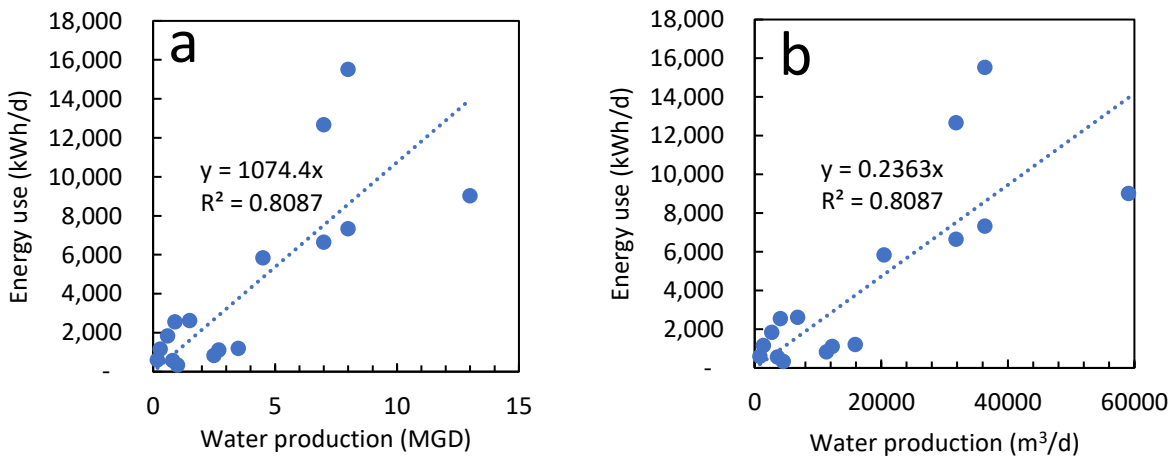 a
Energy use (kWh/d)
18,000
16,000
14,000
12,000
10,000
8,000
6,000
4,000
2,000
-
y = 1074.4x
R² = 0.8087
0 5 10 15
Water production (MGD)
b
Energy use (kWh/d)
18,000
16,000
14,000
12,000
10,000
8,000
6,000
4,000
2,000
-
y = 0.2363x
R² = 0.8087
0 20000 40000 60000
Water production (m³/d)